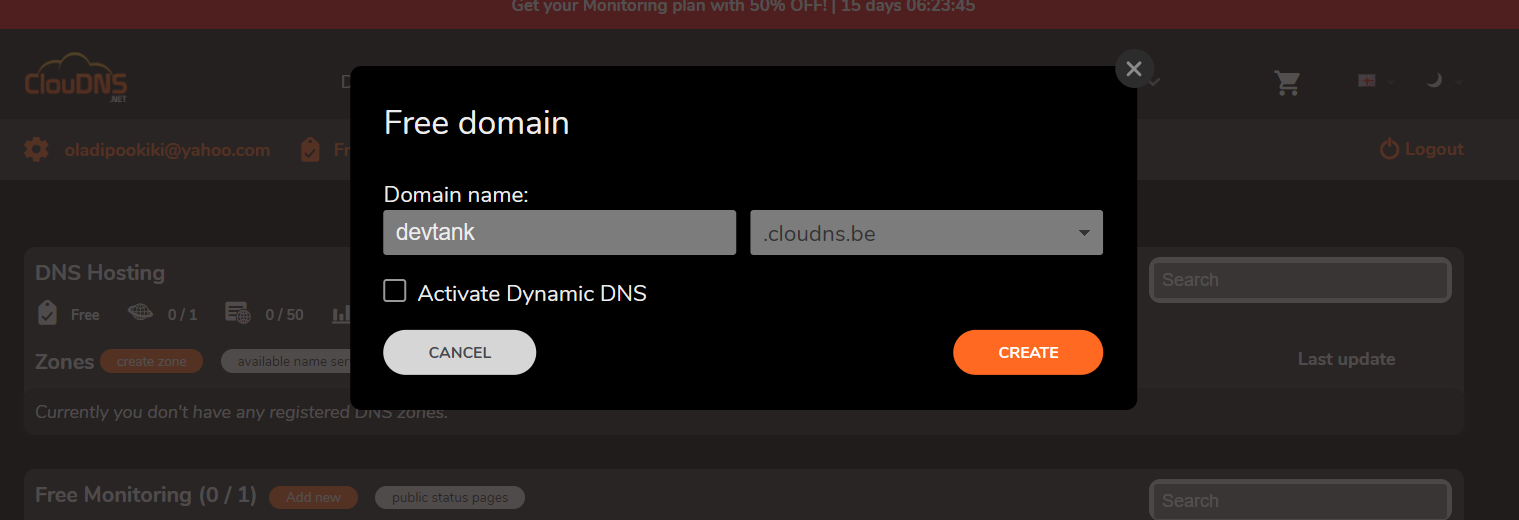 Get your Monitoring plan with 50% OFF! | 15 days 06:23:45
ClouDNS
.NET
D
oladipookiki@yahoo.com
Fr
Logout
Free domain
Domain name:
devtank
.cloudns.be
Activate Dynamic DNS
CANCEL
CREATE
DNS Hosting
Search
Free
0 / 1
0 / 50
Zones
create zone
available name ser
Last update
Currently you don't have any registered DNS zones.
Free Monitoring (0 / 1)
Add new
public status pages
Search